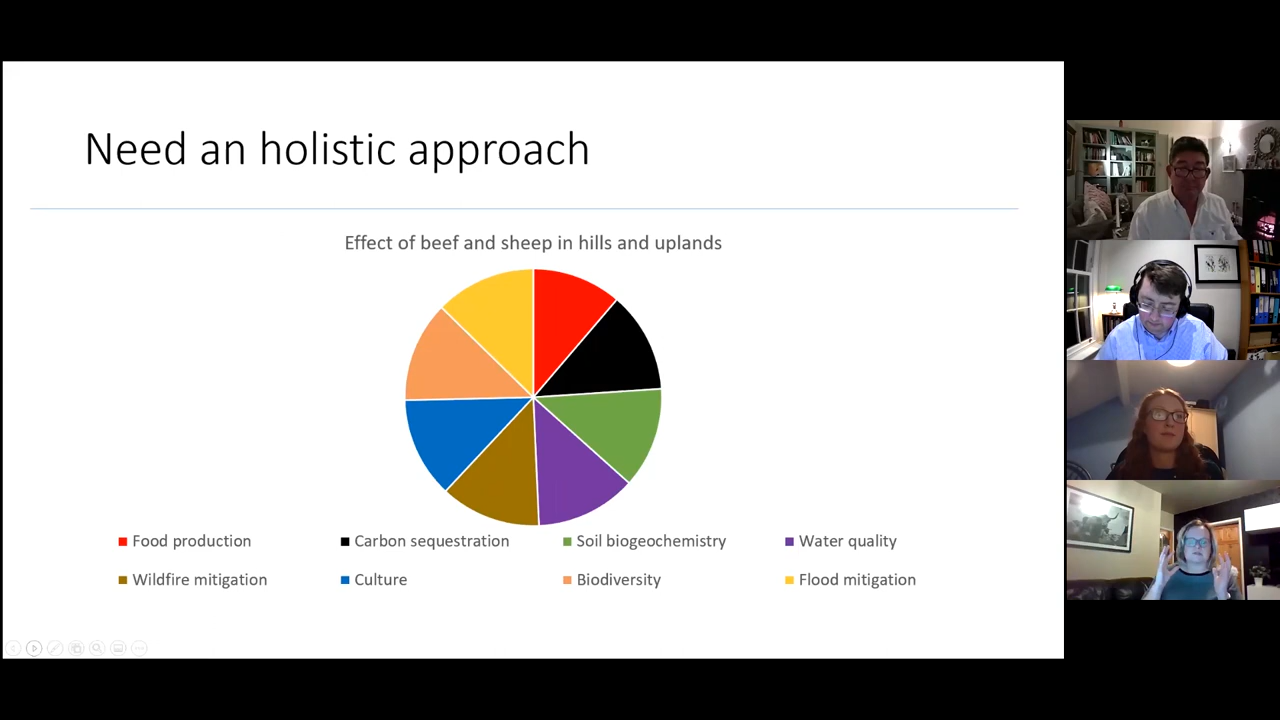 Need an holistic approach
Effect of beef and sheep in hills and uplands
Food production
Carbon sequestration
Soil biogeochemistry
Water quality
Wildfire mitigation
Culture
Biodiversity
Flood mitigation